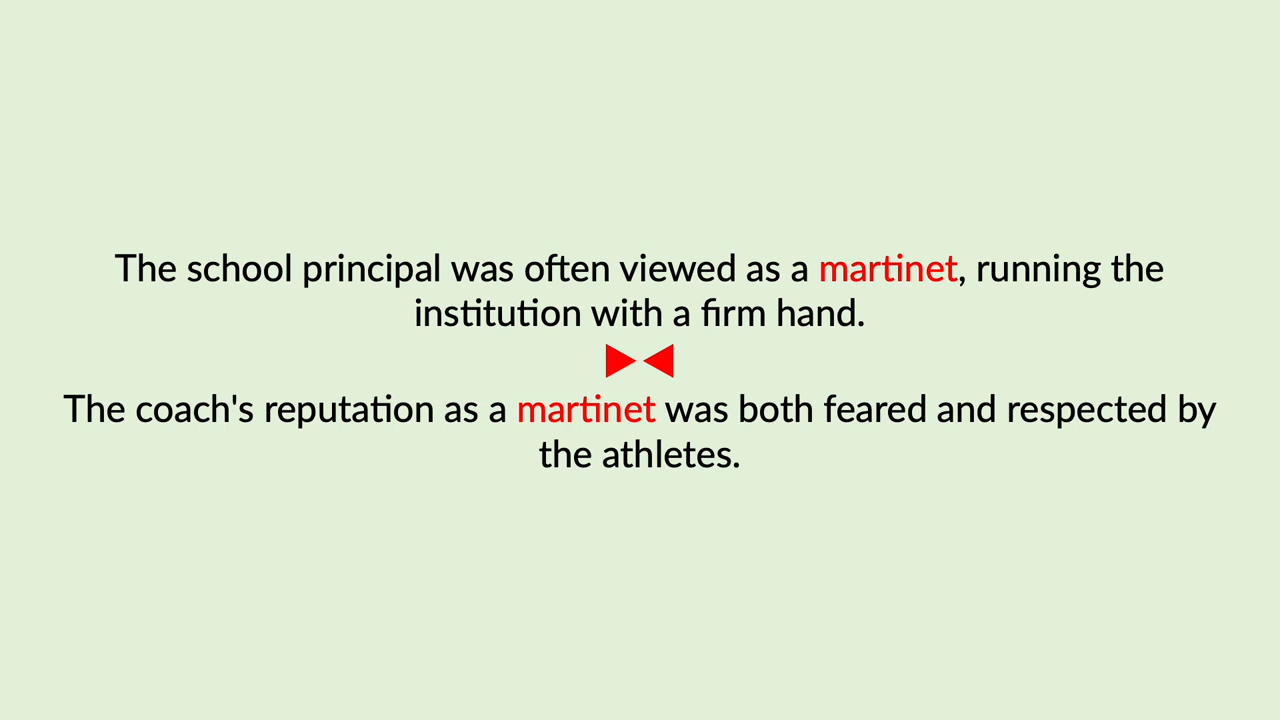 The school principal was often viewed as a martinet, running the
institution with a firm hand.
The coach's reputation as a martinet was both feared and respected by
the athletes.